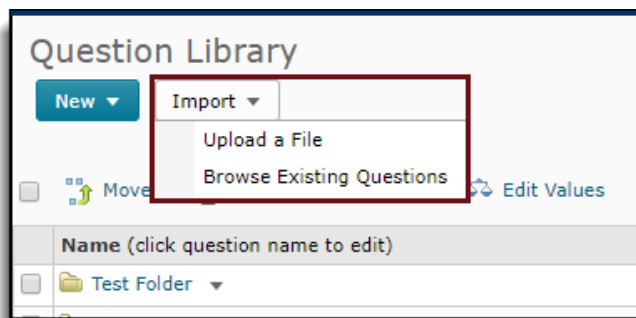 Question Library
New Import
Upload a File
Browse Existing Questions
Move Edit Values
Name (click question name to edit)
Test Folder